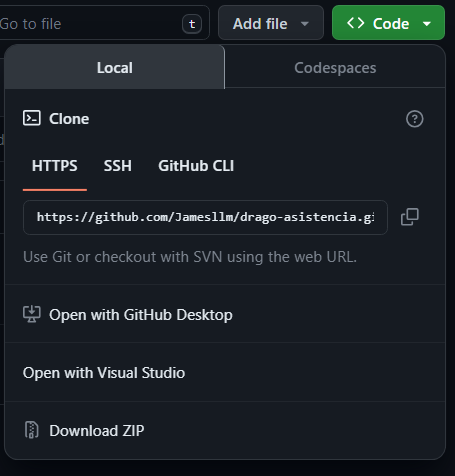 Go to file t Add file Code
Local Codespaces
Clone
HTTPS SSH GitHub CLI
https://github.com/Jamesllm/drago-asistencia.gi
Use Git or checkout with SVN using the web URL.
Open with GitHub Desktop
Open with Visual Studio
Download ZIP